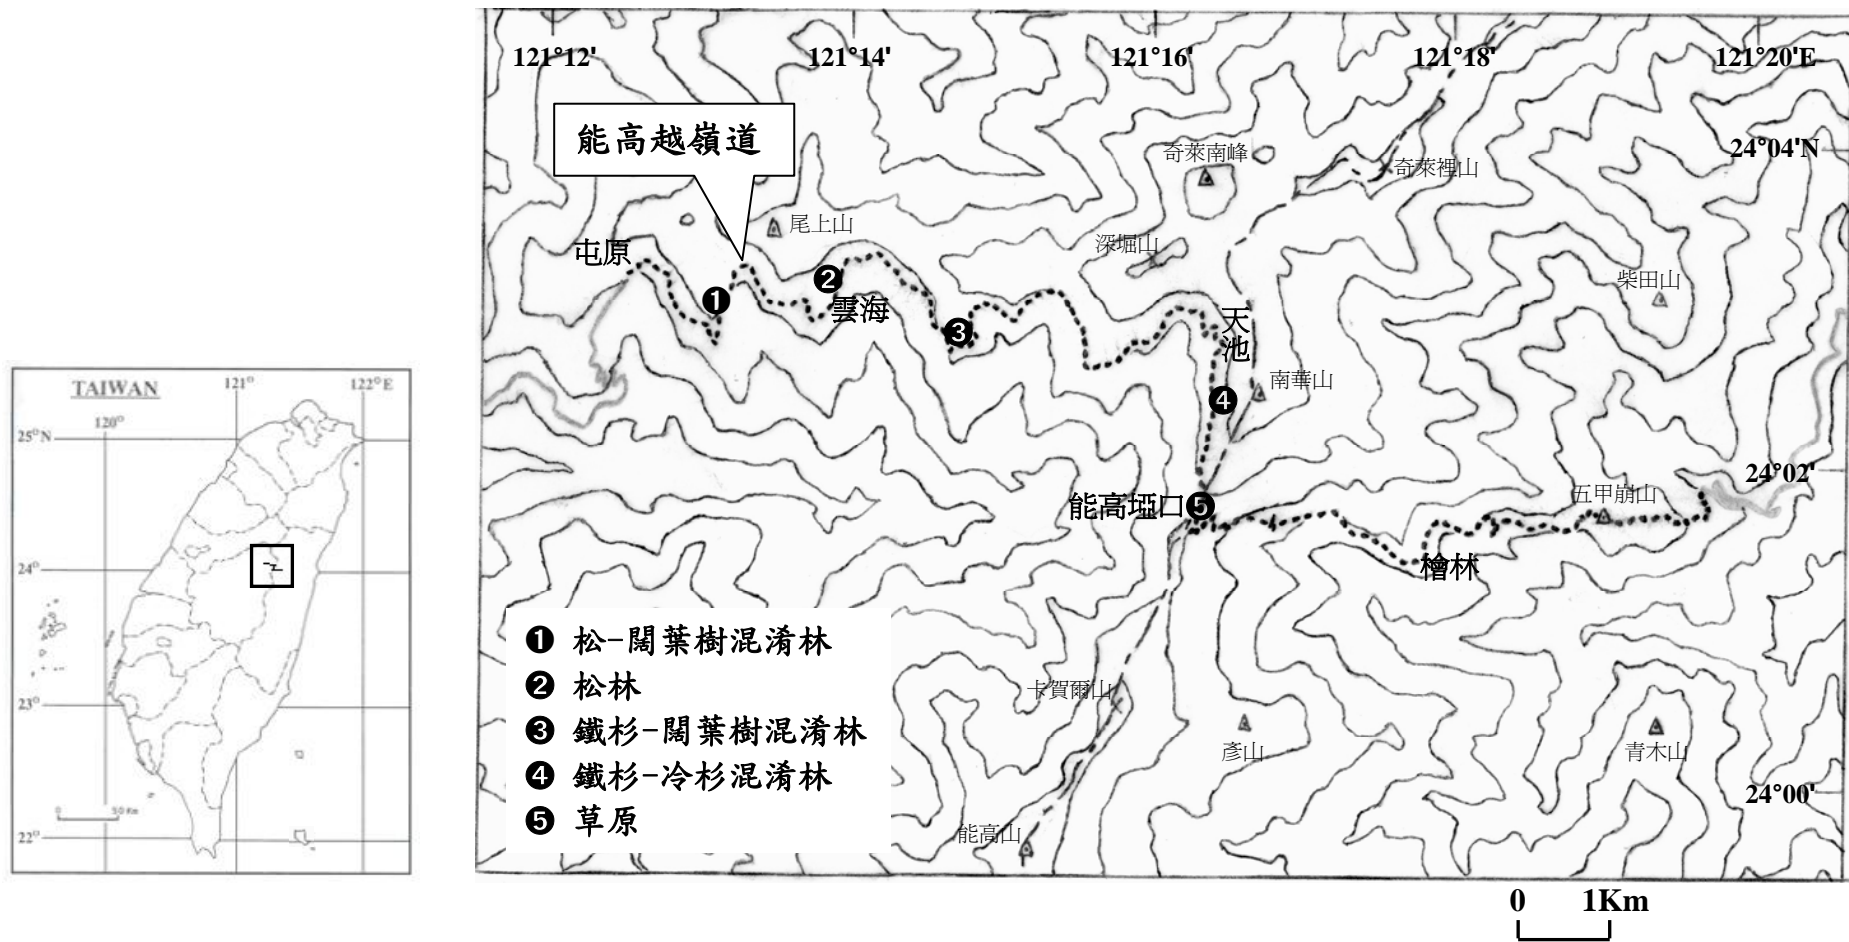 121°12'
121°14'
121°16'
121°18'
121°20'E
能高越嶺道
奇萊南峰
24°04'N
奇萊裡山
尾上山
屯原
深堀山
❷
柴田山
❶
雲海
天池
❸
南華山
❹
24°02'
五甲崩山
能高埡口
❺
檜林
❶ 松-闊葉樹混淆林
❷ 松林
❸ 鐵杉-闊葉樹混淆林
❹ 鐵杉-冷杉混淆林
❺ 草原
卡賀爾山
彥山
青木山
24°00'
能高山
0 1Km
TAIWAN
121°
122°E
120°
25°N
24°
23°
0 50 Km
22°